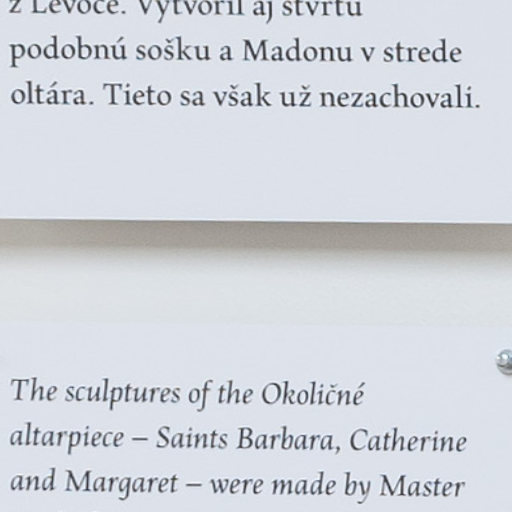 z Levoče. Vytvoril aj štvrtú
podobnú sošku a Madonu v strede
oltára. Tieto sa však už nezachovali.
The sculptures of the Okoličné
altarpiece – Saints Barbara, Catherine
and Margaret – were made by Master